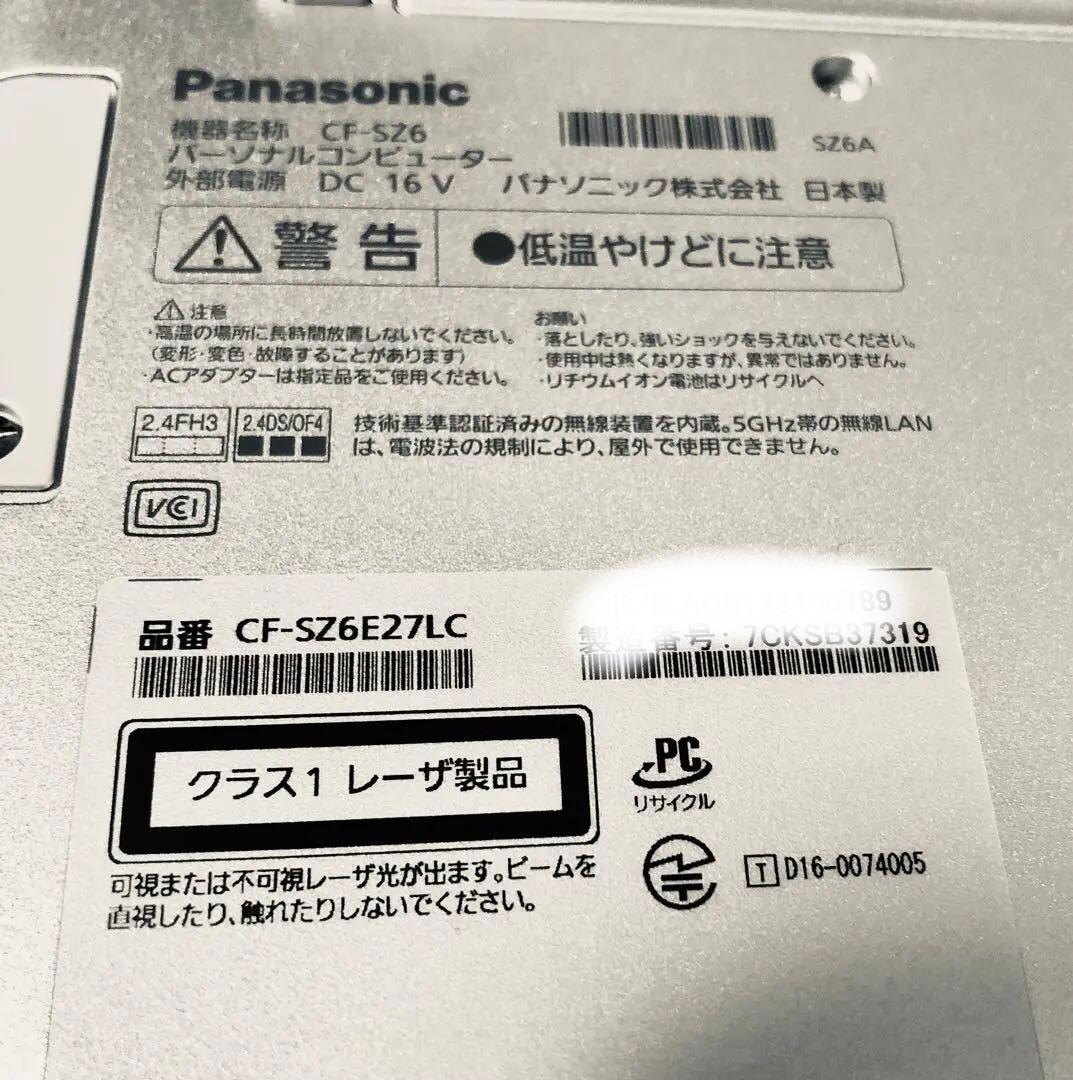 Panasonic
機器名称 CF-SZ6
SZ6A
パーソナルコンピューター
外部電源 DC 16V パナソニック株式会社 日本製
警告 ●低温やけどに注意
注意
・高温の場所に長時間放置しないでください。
(変形・変色・故障することがあります)
・ACアダプターは指定品をご使用ください。
お願い
・落としたり、強いショックを与えないでください。
・使用中は熱くなりますが、異常ではありません。
・リチウムイオン電池はリサイクルへ
2.4FH3
2.4DS/OF4
技術基準認証済みの無線装置を内蔵。5GHz帯の無線LAN
は、電波法の規制により、屋外で使用できません。
VCI
品番 CF-SZ6E27LC
製造番号: 7CKSB37319
クラス1 レーザ製品
可視または不可視レーザ光が出ます。ビームを
直視したり、触れたりしないでください。
PC
リサイクル
T D16-0074005